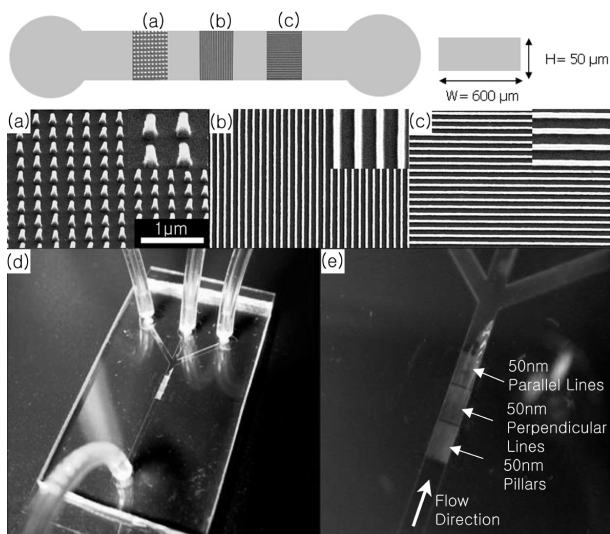 (a)
(b)
(c)
H= 50 μm
W= 600 μm
(a)
(b)
(c)
1μm
(d)
(e)
50nm
Parallel Lines
50nm
Perpendicular
Lines
50nm
Pillars
Flow
Direction